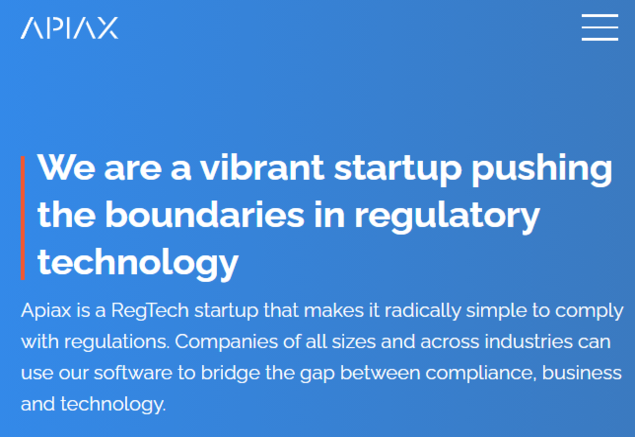 APIAX
We are a vibrant startup pushing
the boundaries in regulatory
technology
Apiax is a RegTech startup that makes it radically simple to comply
with regulations. Companies of all sizes and across industries can
use our software to bridge the gap between compliance, business
and technology.